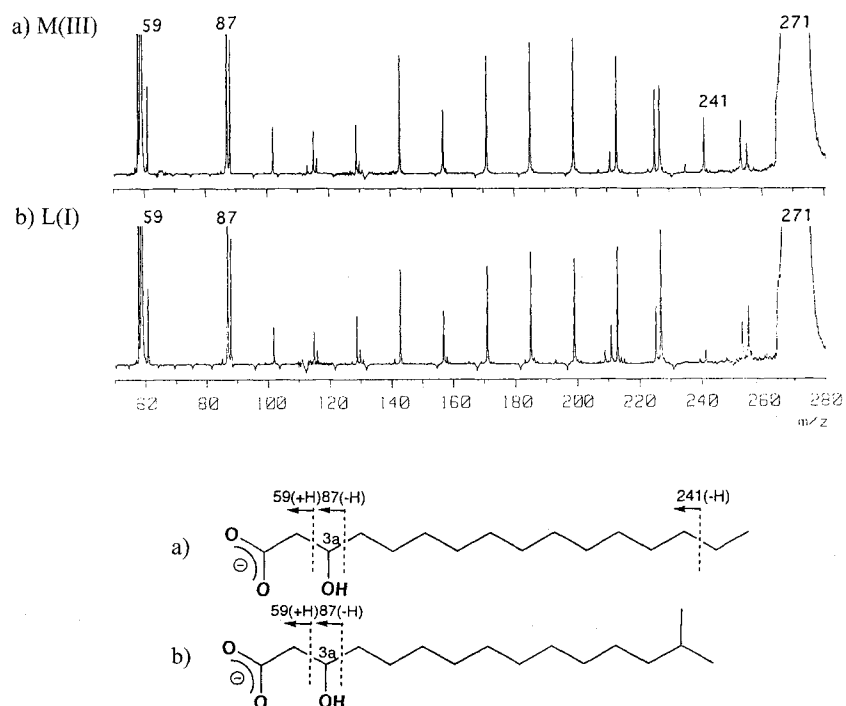 a) M(III)
59 87 241 271
b) L(I)
59 87 271
60 80 100 120 140 160 180 200 220 240 260 280
m/z
59(+H) 87(-H) 241(-H)
a) O O ⊖ 3a OH
59(+H) 87(-H)
b) O O ⊖ 3a OH